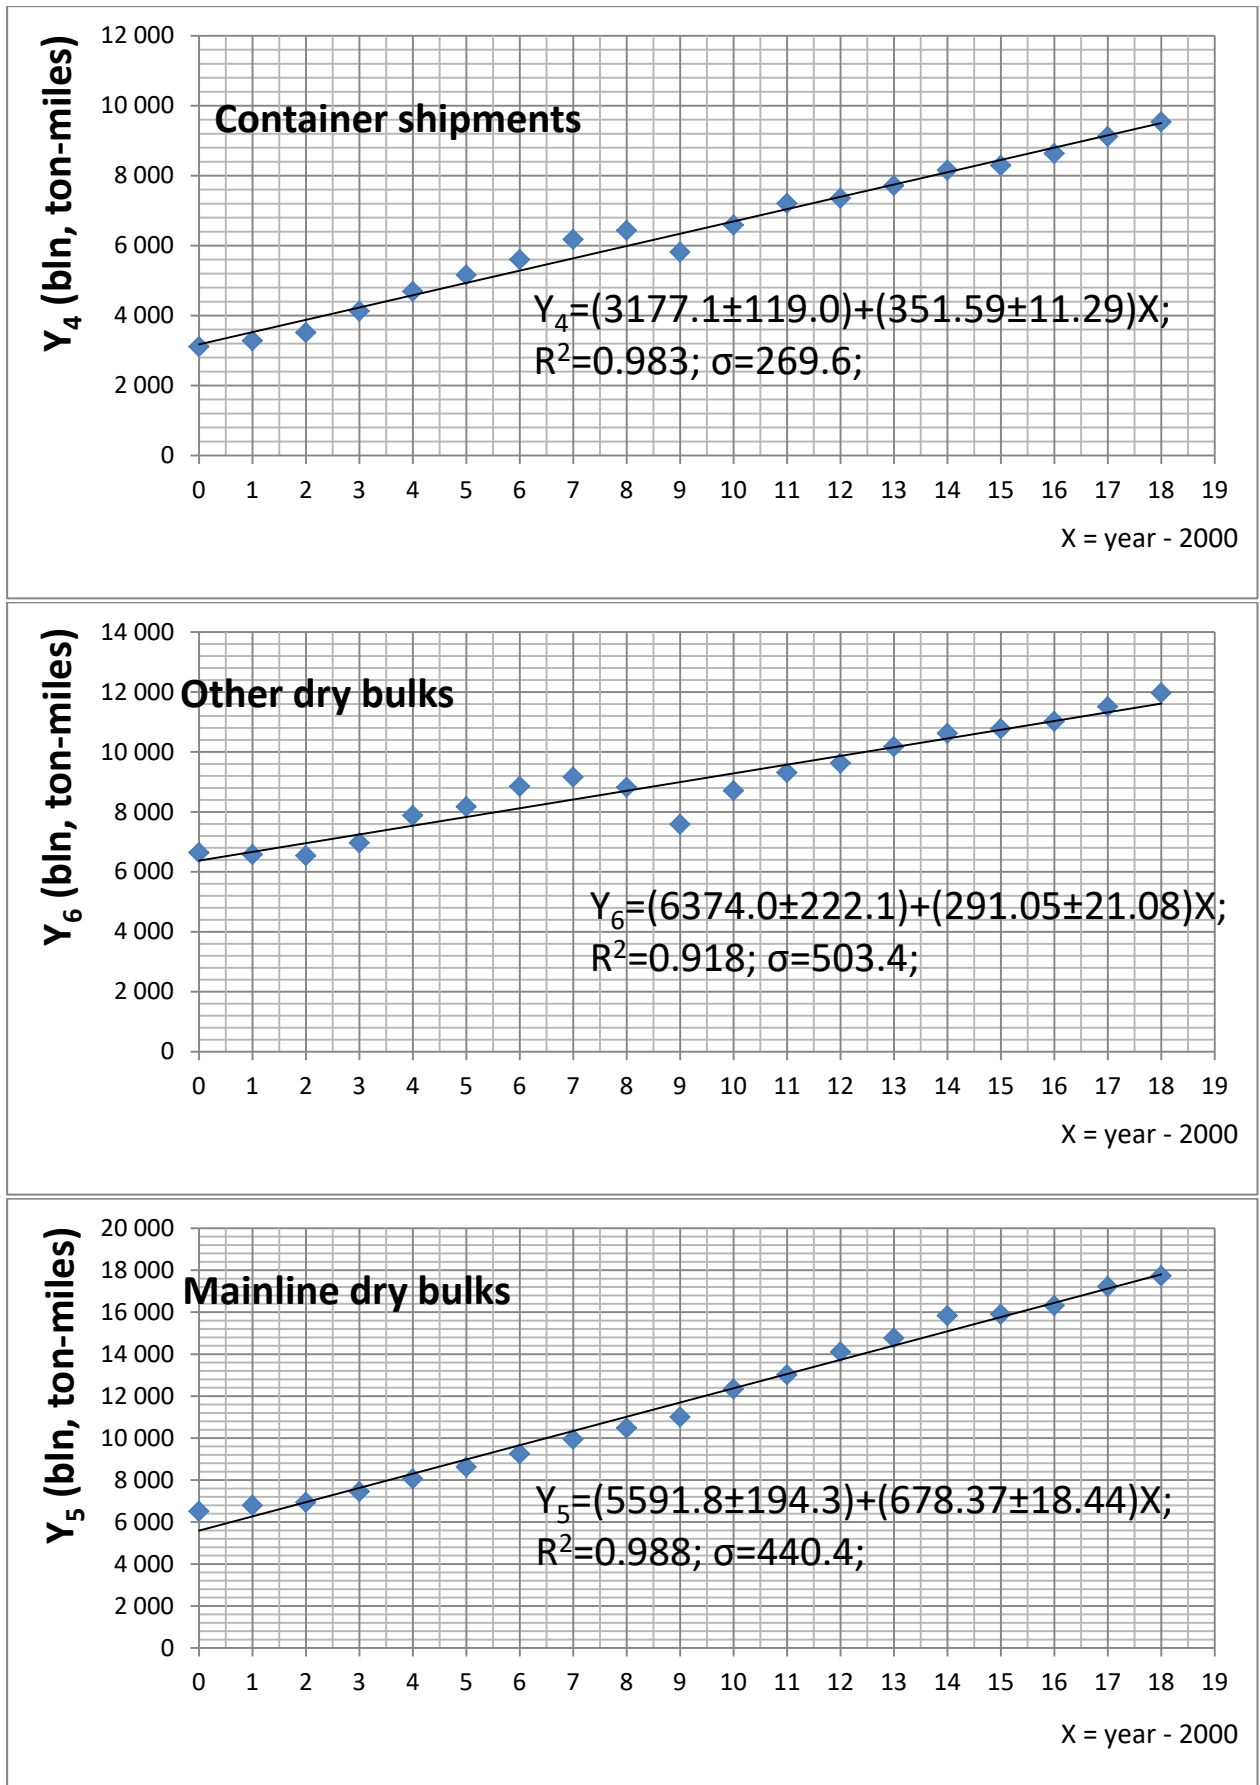 Y4 (bln, ton-miles)
12 000
10 000
8 000
6 000
4 000
2 000
0
Container shipments
Y4=(3177.1±119.0)+(351.59±11.29)X;
R²=0.983; σ=269.6;
0 1 2 3 4 5 6 7 8 9 10 11 12 13 14 15 16 17 18 19
X = year - 2000
Y6 (bln, ton-miles)
14 000
12 000
10 000
8 000
6 000
4 000
2 000
0
Other dry bulks
Y6=(6374.0±222.1)+(291.05±21.08)X;
R²=0.918; σ=503.4;
0 1 2 3 4 5 6 7 8 9 10 11 12 13 14 15 16 17 18 19
X = year - 2000
Y5 (bln, ton-miles)
20 000
18 000
16 000
14 000
12 000
10 000
8 000
6 000
4 000
2 000
0
Mainline dry bulks
Y5=(5591.8±194.3)+(678.37±18.44)X;
R²=0.988; σ=440.4;
0 1 2 3 4 5 6 7 8 9 10 11 12 13 14 15 16 17 18 19
X = year - 2000